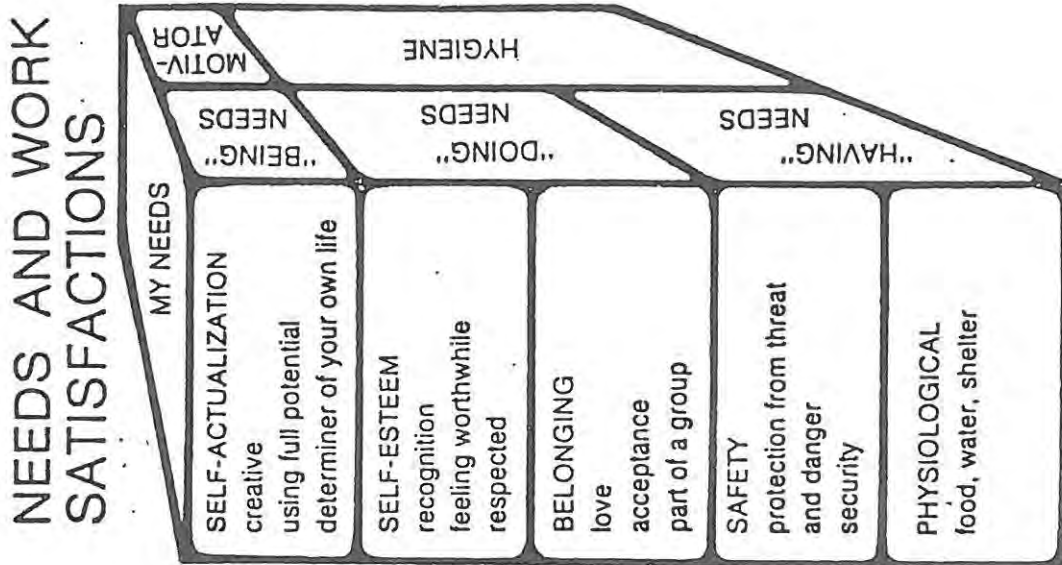 NEEDS AND WORK
SATISFACTIONS
MY NEEDS
SELF-ACTUALIZATION
creative
using full potential
determiner of your own life
SELF-ESTEEM
recognition
feeling worthwhile
respected
BELONGING
love
acceptance
part of a group
SAFETY
protection from threat
and danger
security
PHYSIOLOGICAL
food, water, shelter
"BEING"
NEEDS
"DOING"
NEEDS
"HAVING"
NEEDS
MOTIV-
ATOR
HYGIENE